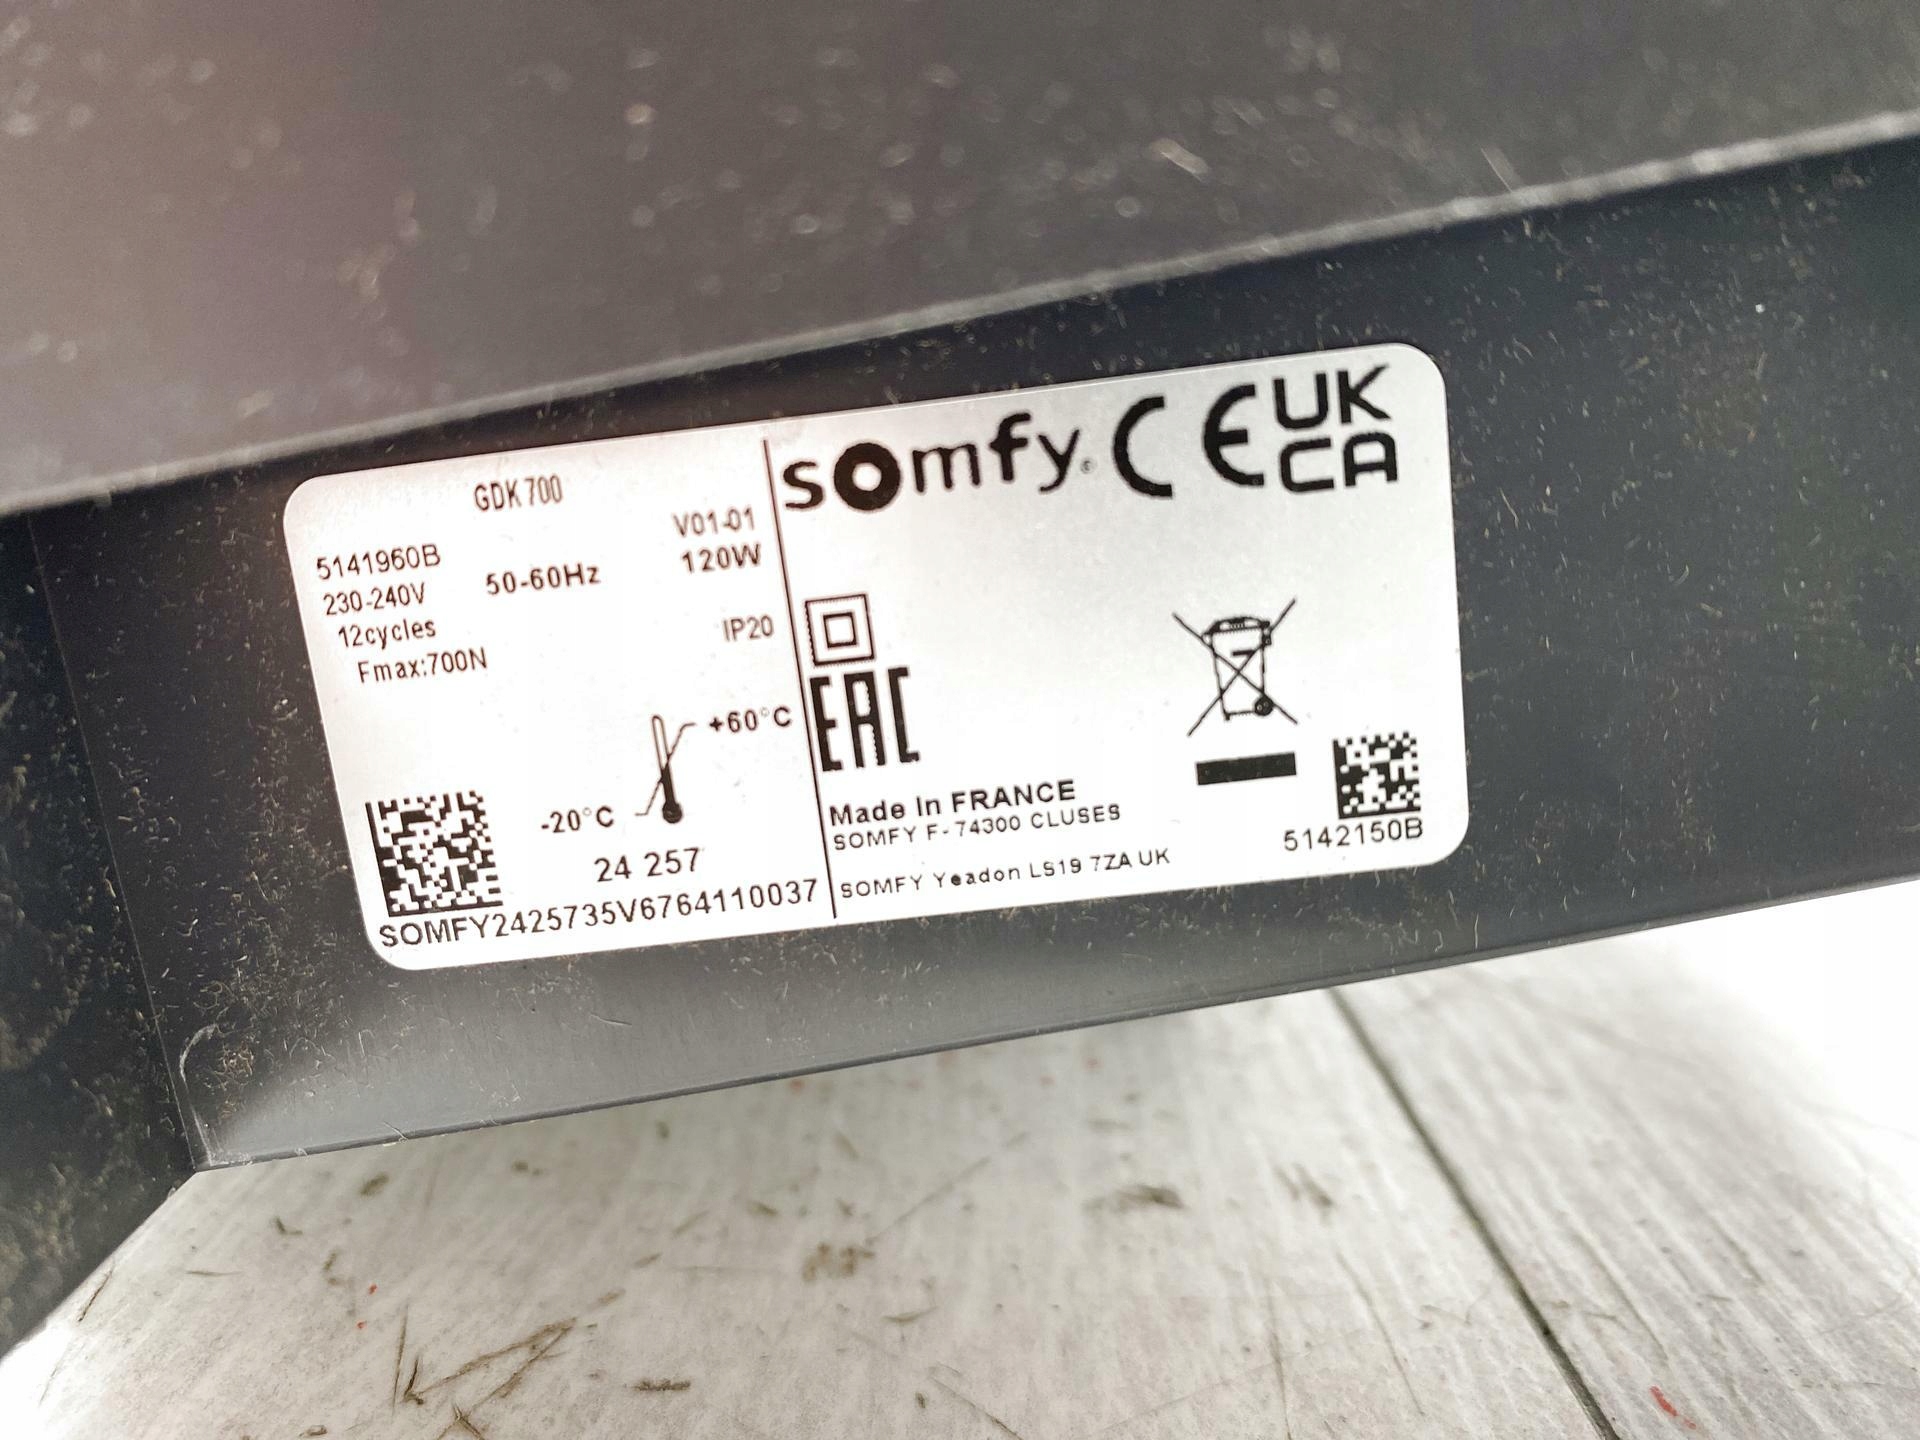 GDK 700
5141960B
V01-01
230-240V
50-60Hz
120W
12cycles
IP20
Fmax:700N
+60°C
-20°C
24 257
SOMFY2425735V6764110037
somfy® CE UK
CA
EAC
Made In FRANCE
SOMFY F-74300 CLUSES
SOMFY Yeadon LS19 7ZA UK
5142150B